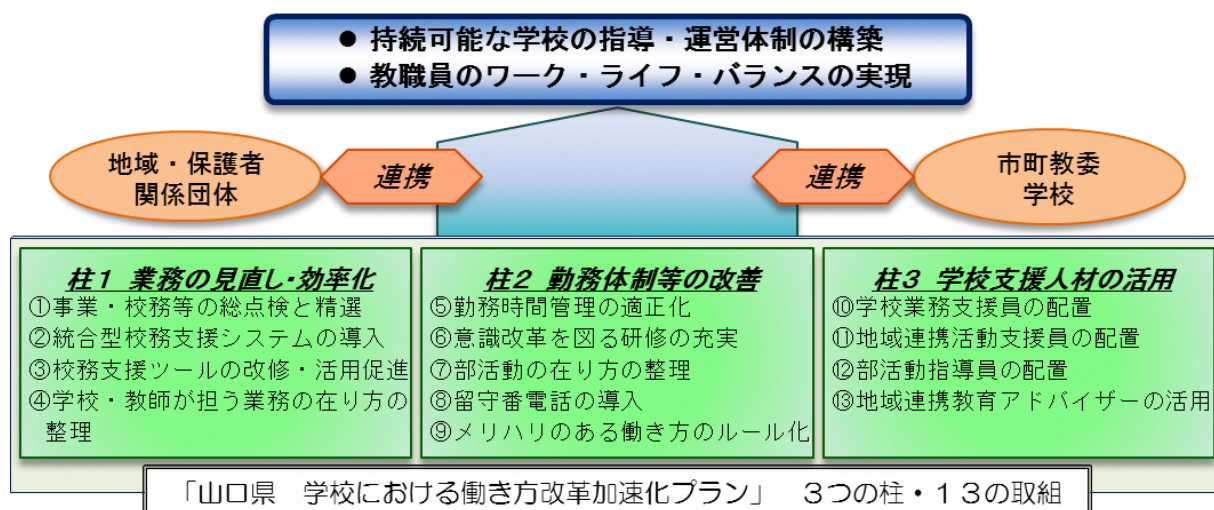 ● 持続可能な学校の指導・運営体制の構築
● 教職員のワーク・ライフ・バランスの実現
地域・保護者
関係団体
連携
連携
市町教委
学校
柱1 業務の見直し・効率化
①事業・校務等の総点検と精選
②統合型校務支援システムの導入
③校務支援ツールの改修・活用促進
④学校・教師が担う業務の在り方の
整理
柱2 勤務体制等の改善
⑤勤務時間管理の適正化
⑥意識改革を図る研修の充実
⑦部活動の在り方の整理
⑧留守番電話の導入
⑨メリハリのある働き方のルール化
柱3 学校支援人材の活用
⑩学校業務支援員の配置
⑪地域連携活動支援員の配置
⑫部活動指導員の配置
⑬地域連携教育アドバイザーの活用
「山口県 学校における働き方改革加速化プラン」 3つの柱・13の取組